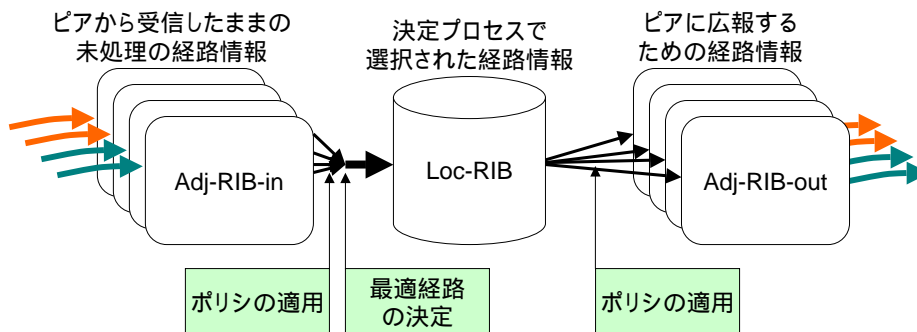 ピアから受信したままの
未処理の経路情報
決定プロセスで
選択された経路情報
ピアに広報する
ための経路情報
Adj-RIB-in
Loc-RIB
Adj-RIB-out
ポリシの適用
最適経路
の決定
ポリシの適用